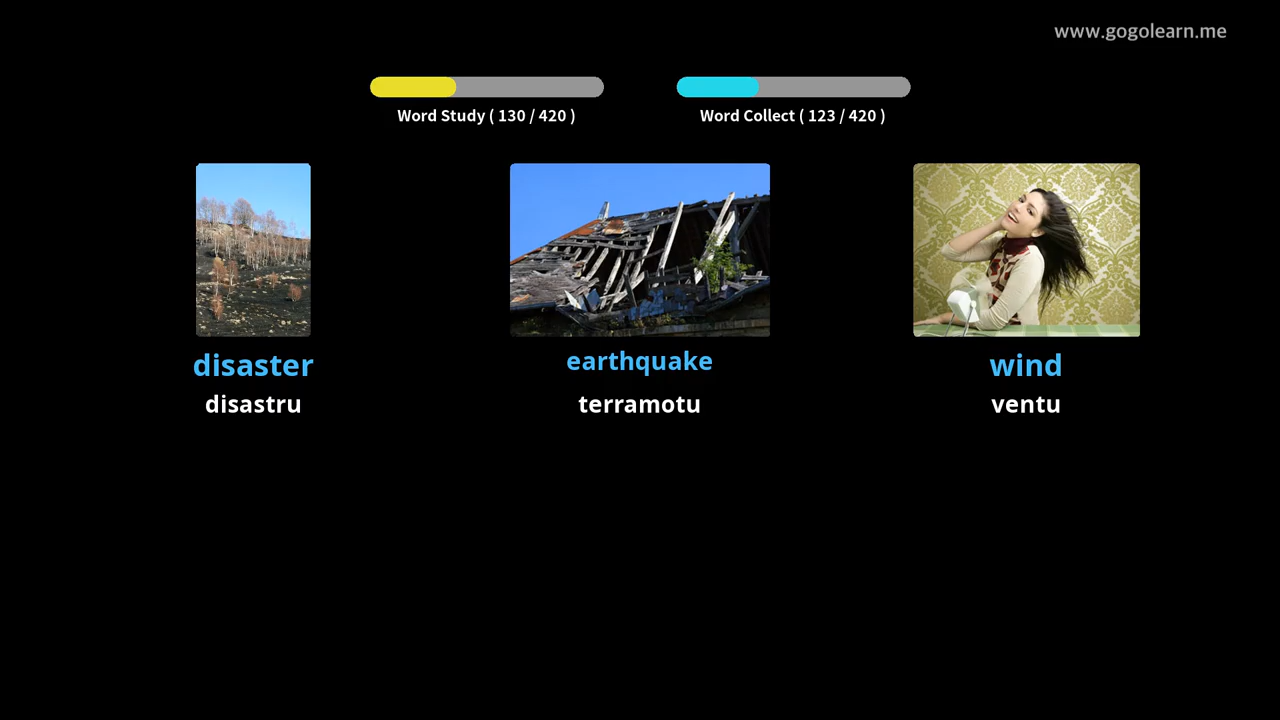 www.gogolearn.me
Word Study ( 130 / 420 )
Word Collect ( 123 / 420 )
disaster
earthquake
wind
disastru
terramotu
ventu